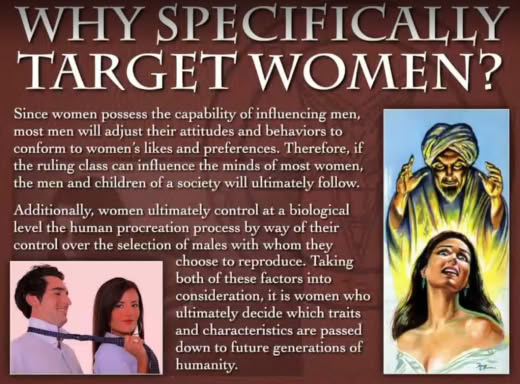 WHY SPECIFICALLY
TARGET WOMEN?
Since women possess the capability of influencing men,
most men will adjust their attitudes and behaviors to
conform to women's likes and preferences. Therefore, if
the ruling class can influence the minds of most women,
the men and children of a society will ultimately follow.
Additionally, women ultimately control at a biological
level the human procreation process by way of their
control over the selection of males with whom they
choose to reproduce. Taking
both of these factors into
consideration, it is women who
ultimately decide which traits
and characteristics are passed
down to future generations of
humanity.